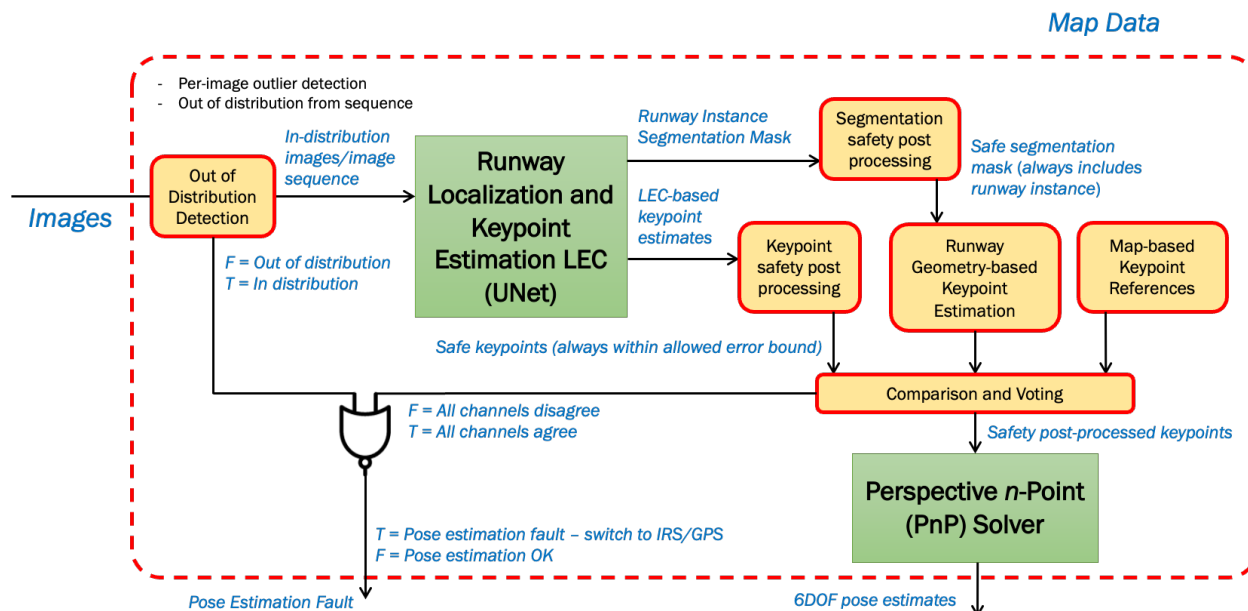 Map Data
- Per-image outlier detection
- Out of distribution from sequence
Images
Out of
Distribution
Detection
In-distribution
images/image
sequence
F = Out of distribution
T = In distribution
Runway
Localization and
Keypoint
Estimation LEC
(UNet)
Runway Instance
Segmentation Mask
LEC-based
keypoint
estimates
Segmentation
safety post
processing
Safe segmentation
mask (always includes
runway instance)
Keypoint
safety post
processing
Runway
Geometry-based
Keypoint
Estimation
Map-based
Keypoint
References
Safe keypoints (always within allowed error bound)
Comparison and Voting
F = All channels disagree
T = All channels agree
Safety post-processed keypoints
Perspective n-Point
(PnP) Solver
T = Pose estimation fault – switch to IRS/GPS
F = Pose estimation OK
Pose Estimation Fault
6DOF pose estimates